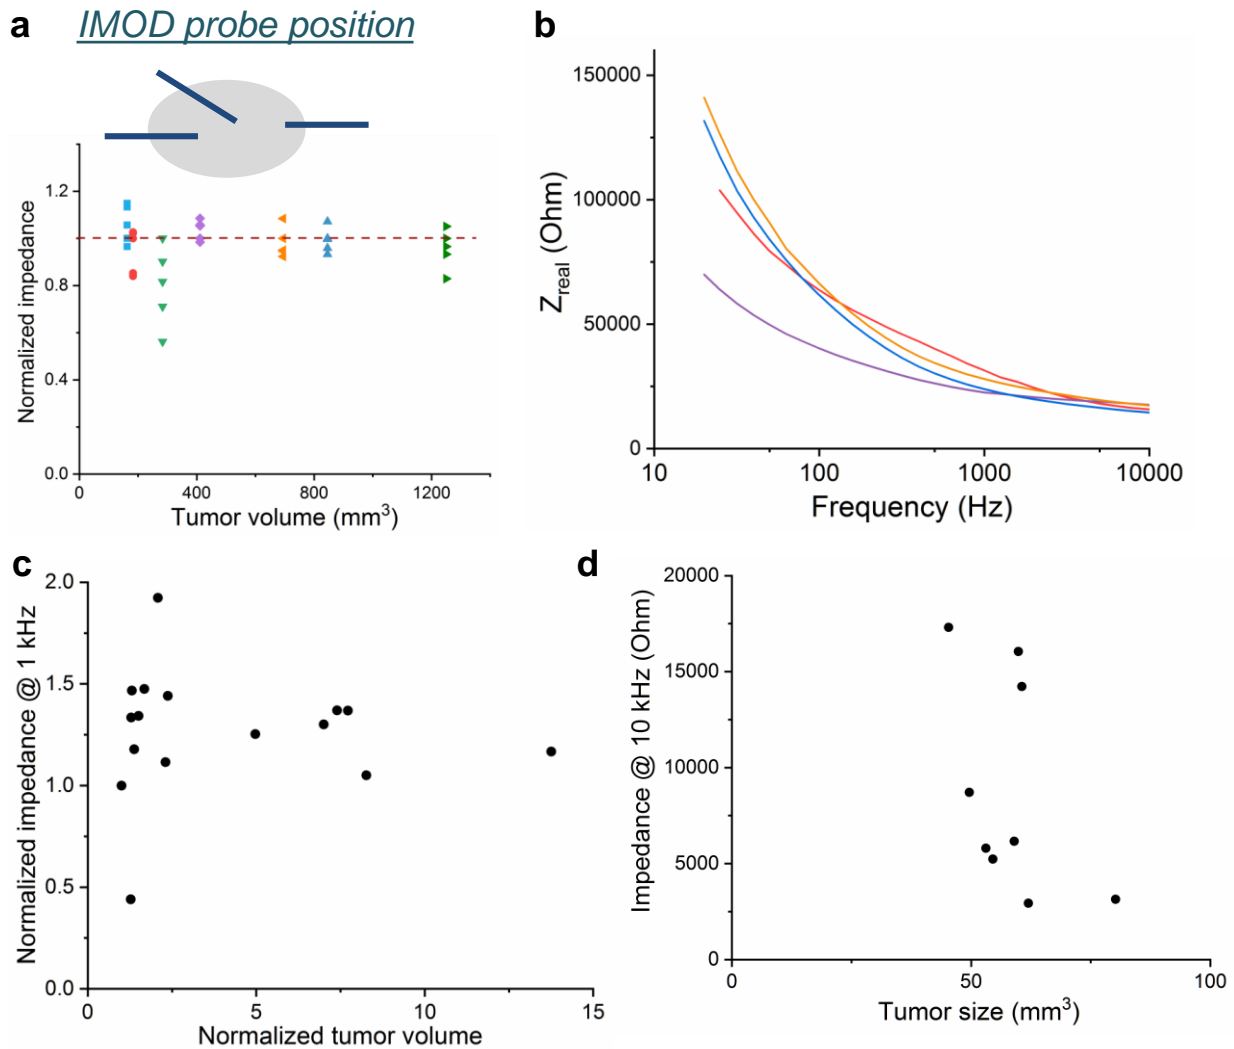 a
IMOD probe position
1.2
0.8
0.4
0.0
Normalized impedance
0 400 800 1200
Tumor volume (mm³)
b
150000
100000
50000
0
Z_real (Ohm)
10 100 1000 10000
Frequency (Hz)
c
2.0
1.5
1.0
0.5
0.0
Normalized impedance @ 1 kHz
0 5 10 15
Normalized tumor volume
d
20000
15000
10000
5000
0
Impedance @ 10 kHz (Ohm)
0 50 100
Tumor size (mm³)